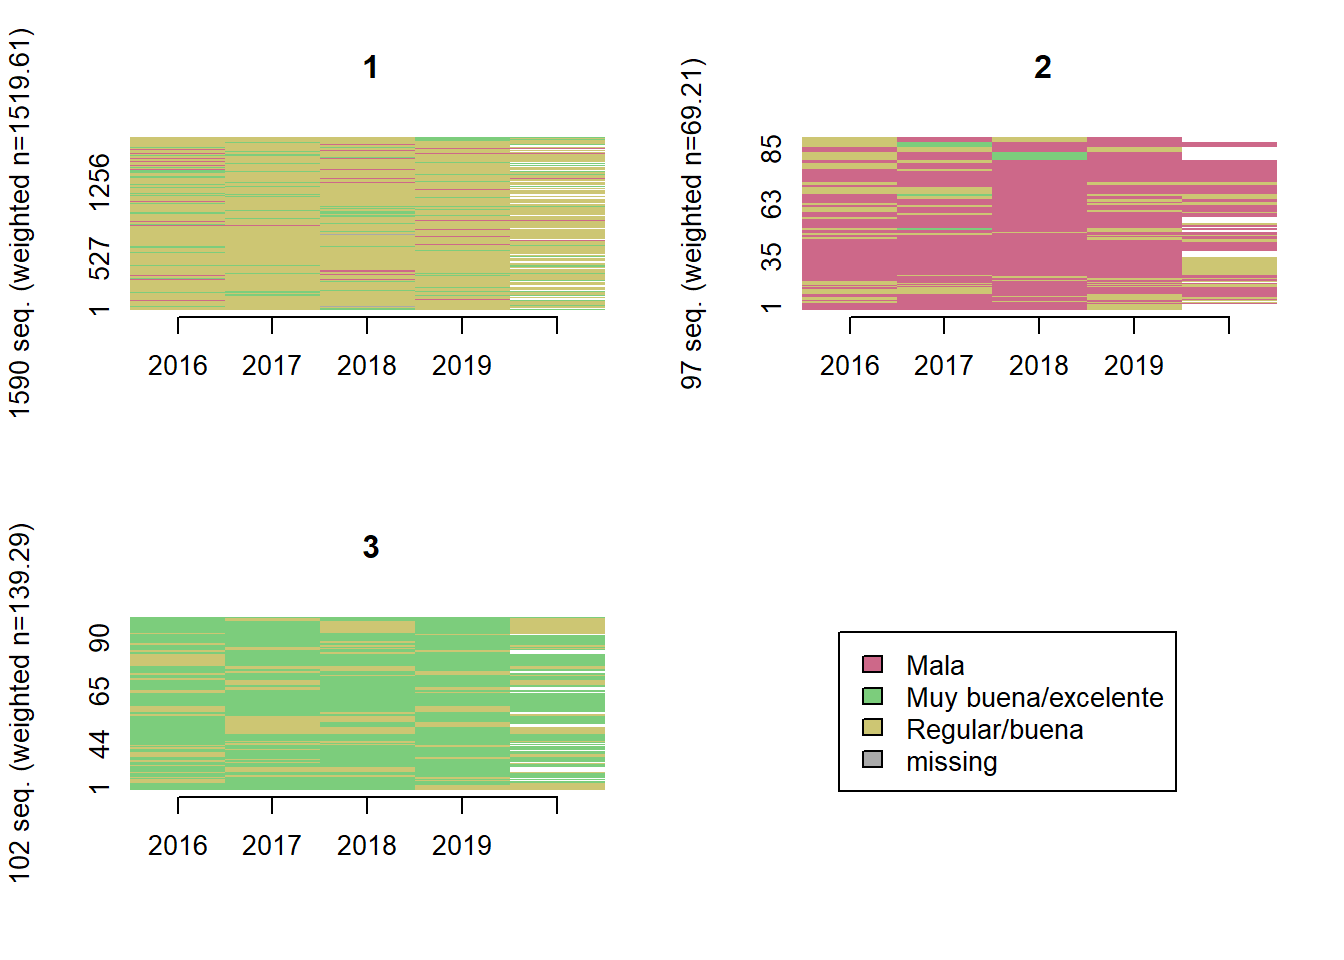 1
1590 seq. (weighted n=1519.61)
1256
527
1
2016 2017 2018 2019
2
97 seq. (weighted n=69.21)
85
63
35
1
2016 2017 2018 2019
3
102 seq. (weighted n=139.29)
90
65
44
1
2016 2017 2018 2019
Mala
Muy buena/excelente
Regular/buena
missing